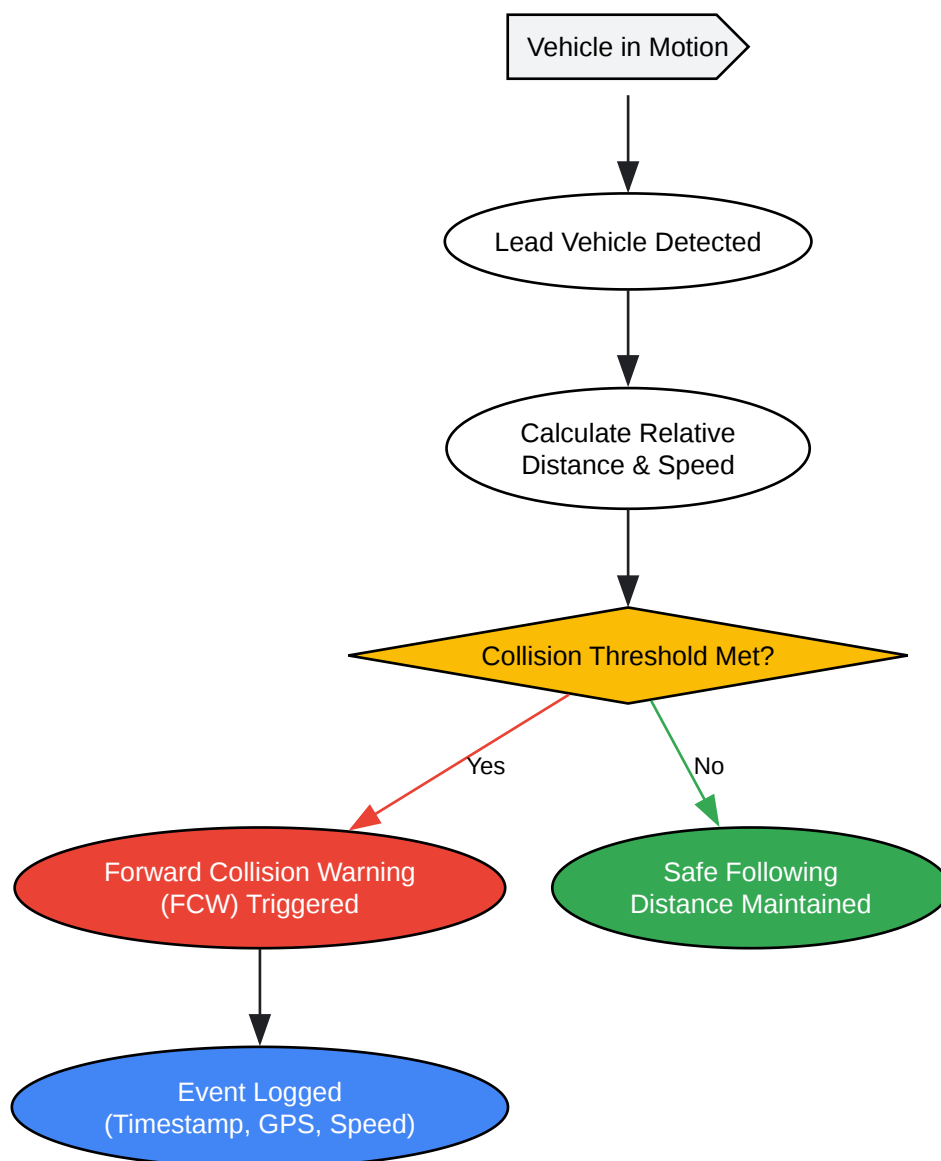 Vehicle in Motion
Lead Vehicle Detected
Calculate Relative
Distance & Speed
Collision Threshold Met?
Yes
No
Forward Collision Warning
(FCW) Triggered
Safe Following
Distance Maintained
Event Logged
(Timestamp, GPS, Speed)